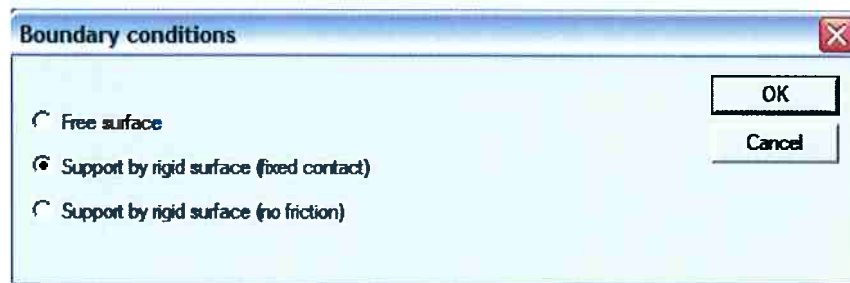 Boundary conditions
OK
Free surface
Cancel
Support by rigid surface (fixed contact)
Support by rigid surface (no friction)